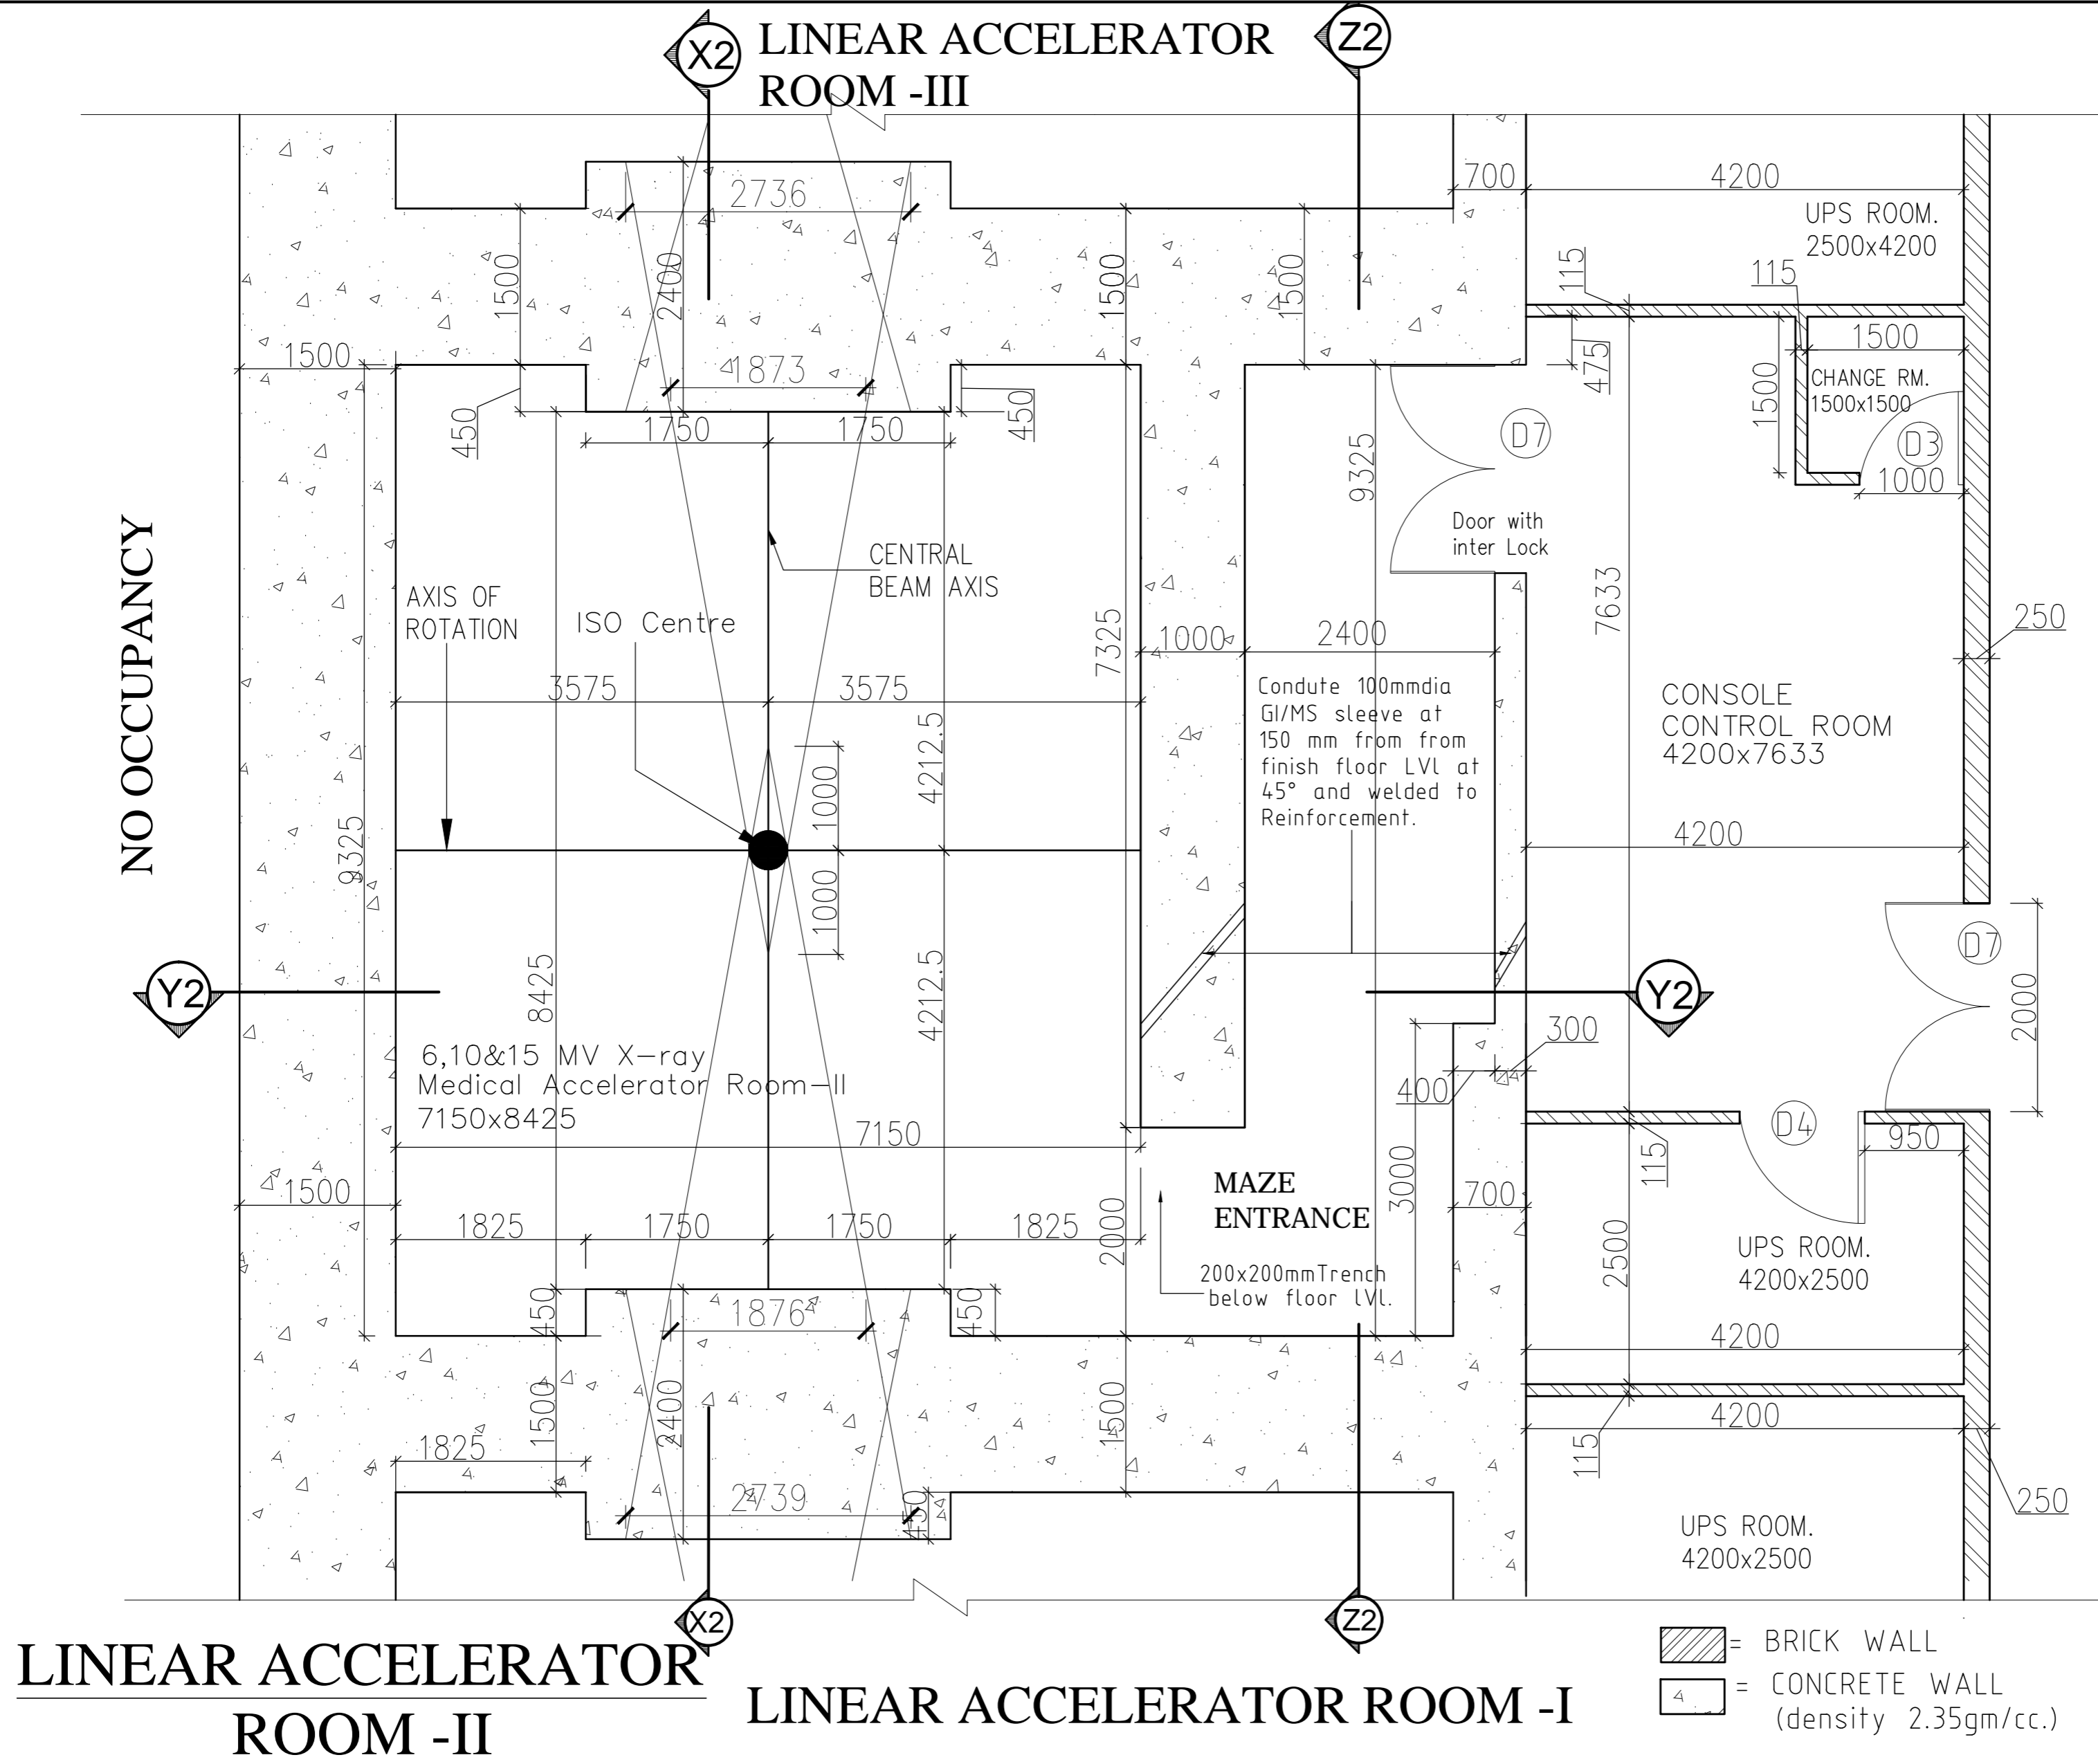 X2
LINEAR ACCELERATOR
ROOM -III
Z2
2736
700
4200
UPS ROOM.
2500x4200
115
115
1500
2400
1500
1500
1500
1873
475
1500
1500
CHANGE RM.
1500x1500
D3
1000
450
1750
1750
450
9325
D7
Door with
inter Lock
NO OCCUPANCY
AXIS OF
ROTATION
ISO Centre
CENTRAL
BEAM AXIS
7325
1000
2400
7633
250
3575
3575
4212.5
Condute 100mmdia
GI/MS sleeve at
150 mm from from
finish floor LVl at
45° and welded to
Reinforcement.
CONSOLE
CONTROL ROOM
4200x7633
1000
9325
4200
1000
8425
4212.5
D7
2000
Y2
Y2
6,10&15 MV X-ray
Medical Accelerator Room-II
7150x8425
300
400
7150
D4
950
115
1500
3000
700
MAZE
ENTRANCE
1825
1750
1750
1825
2000
2500
UPS ROOM.
4200x2500
200x200mmTrench
below floor lVl.
450
1876
450
4200
1500
2400
1500
4200
1825
115
2739
450
250
UPS ROOM.
4200x2500
X2
Z2
LINEAR ACCELERATOR
ROOM -II
LINEAR ACCELERATOR ROOM -I
= BRICK WALL
= CONCRETE WALL
(density 2.35gm/cc.)